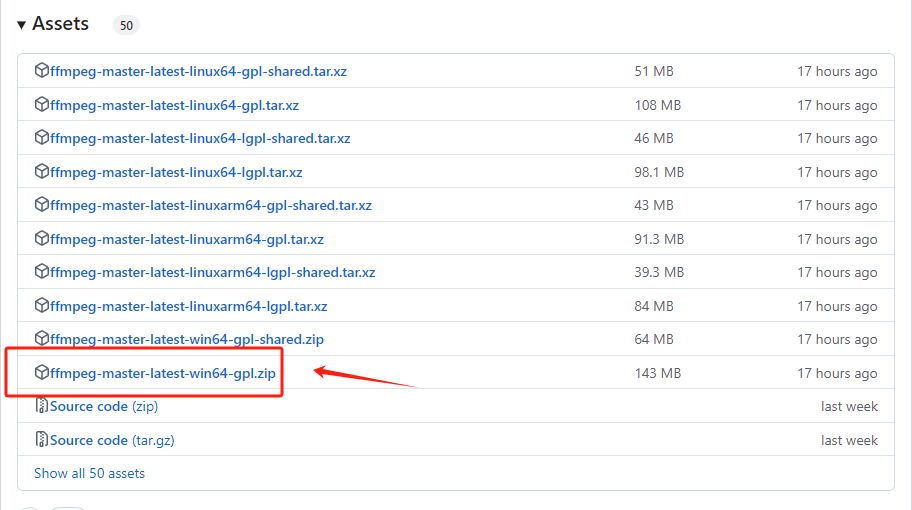 Assets 50
ffmpeg-master-latest-linux64-gpl-shared.tar.xz 51 MB 17 hours ago
ffmpeg-master-latest-linux64-gpl.tar.xz 108 MB 17 hours ago
ffmpeg-master-latest-linux64-lgpl-shared.tar.xz 46 MB 17 hours ago
ffmpeg-master-latest-linux64-lgpl.tar.xz 98.1 MB 17 hours ago
ffmpeg-master-latest-linuxarm64-gpl-shared.tar.xz 43 MB 17 hours ago
ffmpeg-master-latest-linuxarm64-gpl.tar.xz 91.3 MB 17 hours ago
ffmpeg-master-latest-linuxarm64-lgpl-shared.tar.xz 39.3 MB 17 hours ago
ffmpeg-master-latest-linuxarm64-lgpl.tar.xz 84 MB 17 hours ago
ffmpeg-master-latest-win64-gpl-shared.zip 64 MB 17 hours ago
ffmpeg-master-latest-win64-gpl.zip 143 MB 17 hours ago
Source code (zip) last week
Source code (tar.gz) last week
Show all 50 assets